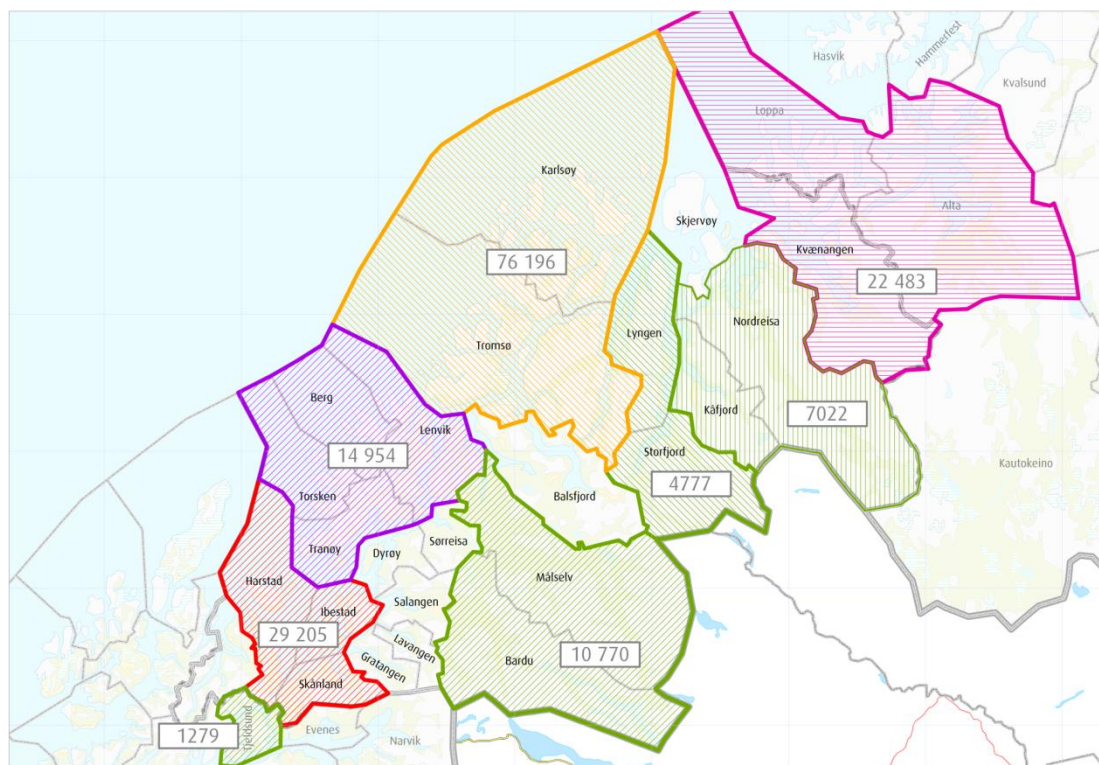 Hasvik
Hammerfest
Kvalsund
Loppa
Karlsøy
Skjervøy
Alta
Kvænangen
76 196
22 483
Nordreisa
Lyngen
Tromsø
Berg
Kåfjord
7022
Lenvik
14 954
Storfjord
Kautokeino
4777
Torsken
Balsfjord
Sørreisa
Tranøy
Dyrøy
Harstad
Målselv
Salangen
Ibestad
29 205
Lavangen
Gratangen
Bardu
10 770
Skånland
Tjeldsund
1279
Evenes
Narvik